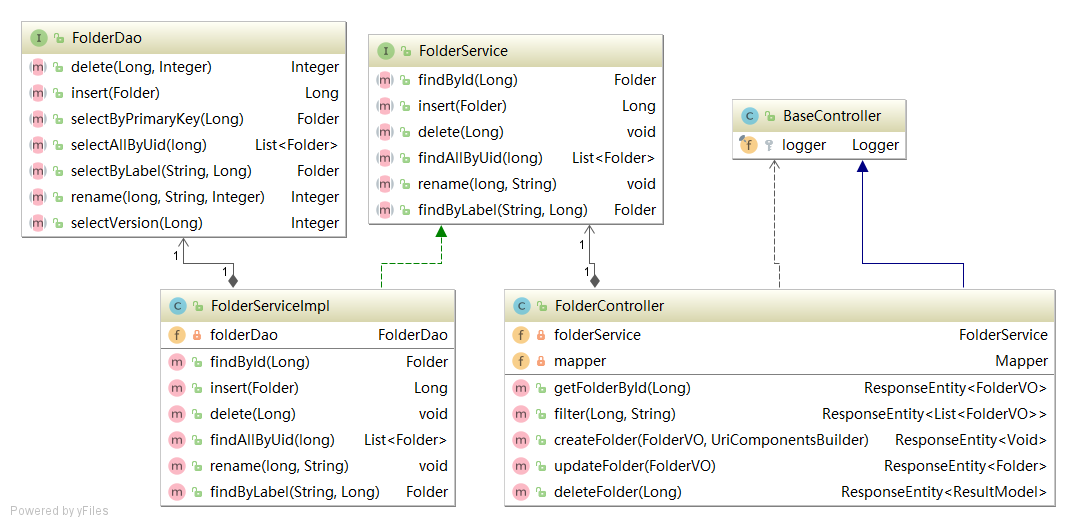 FolderDao
delete(Long, Integer) Integer
insert(Folder) Long
selectByPrimaryKey(Long) Folder
selectAllByUid(long) List<Folder>
selectByLabel(String, Long) Folder
rename(long, String, Integer) Integer
selectVersion(Long) Integer
FolderService
findById(Long) Folder
insert(Folder) Long
delete(Long) void
findAllByUid(long) List<Folder>
rename(long, String) void
findByLabel(String, Long) Folder
BaseController
logger Logger
1
1
1
1
FolderServiceImpl
folderDao FolderDao
findById(Long) Folder
insert(Folder) Long
delete(Long) void
findAllByUid(long) List<Folder>
rename(long, String) void
findByLabel(String, Long) Folder
FolderController
folderService FolderService
mapper Mapper
getFolderById(Long) ResponseEntity<FolderVO>
filter(Long, String) ResponseEntity<List<FolderVO>>
createFolder(FolderVO, UriComponentsBuilder) ResponseEntity<Void>
updateFolder(FolderVO) ResponseEntity<Folder>
deleteFolder(Long) ResponseEntity<ResultModel>
Powered by yFiles